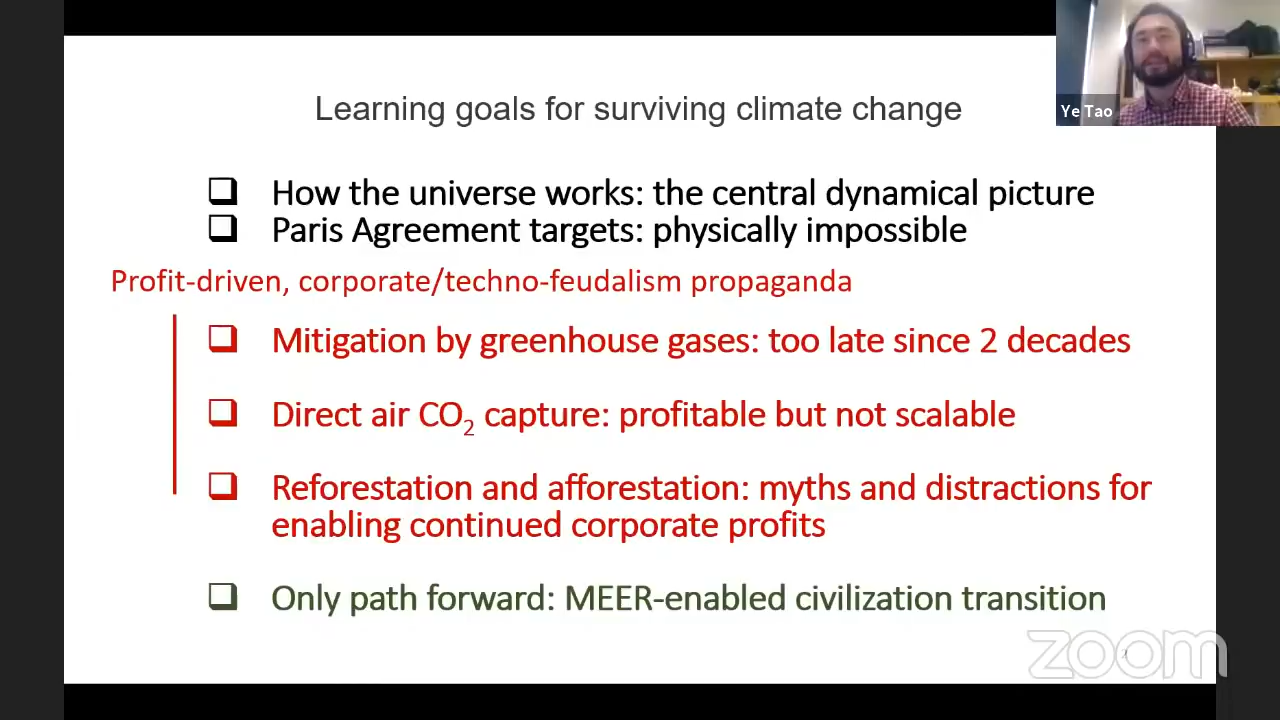 Learning goals for surviving climate change
Ye Tao
How the universe works: the central dynamical picture
Paris Agreement targets: physically impossible
Profit-driven, corporate/techno-feudalism propaganda
Mitigation by greenhouse gases: too late since 2 decades
Direct air CO₂ capture: profitable but not scalable
Reforestation and afforestation: myths and distractions for
enabling continued corporate profits
Only path forward: MEER-enabled civilization transition
zoom